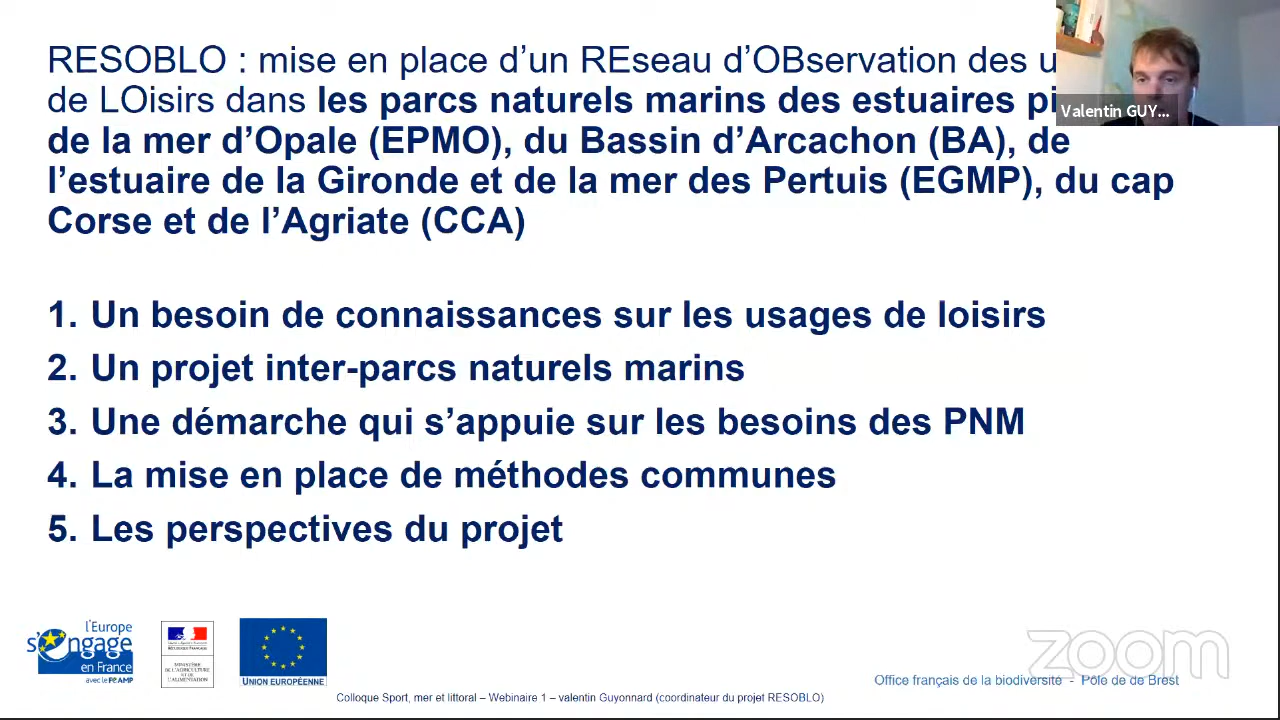 RESOBLO : mise en place d’un REseau d’OBservation des u
de LOisirs dans les parcs naturels marins des estuaires pi
Valentin GUY...
de la mer d’Opale (EPMO), du Bassin d’Arcachon (BA), de
l’estuaire de la Gironde et de la mer des Pertuis (EGMP), du cap
Corse et de l’Agriate (CCA)
1. Un besoin de connaissances sur les usages de loisirs
2. Un projet inter-parcs naturels marins
3. Une démarche qui s’appuie sur les besoins des PNM
4. La mise en place de méthodes communes
5. Les perspectives du projet
l’Europe
s’engage
en France
avec le FEAMP
RÉPUBLIQUE FRANÇAISE
MINISTÈRE
DE L’AGRICULTURE
ET DE
L’ALIMENTATION
UNION EUROPÉENNE
zoom
Office français de la biodiversité - Pôle de de Brest
Colloque Sport, mer et littoral – Webinaire 1 – valentin Guyonnard (coordinateur du projet RESOBLO)